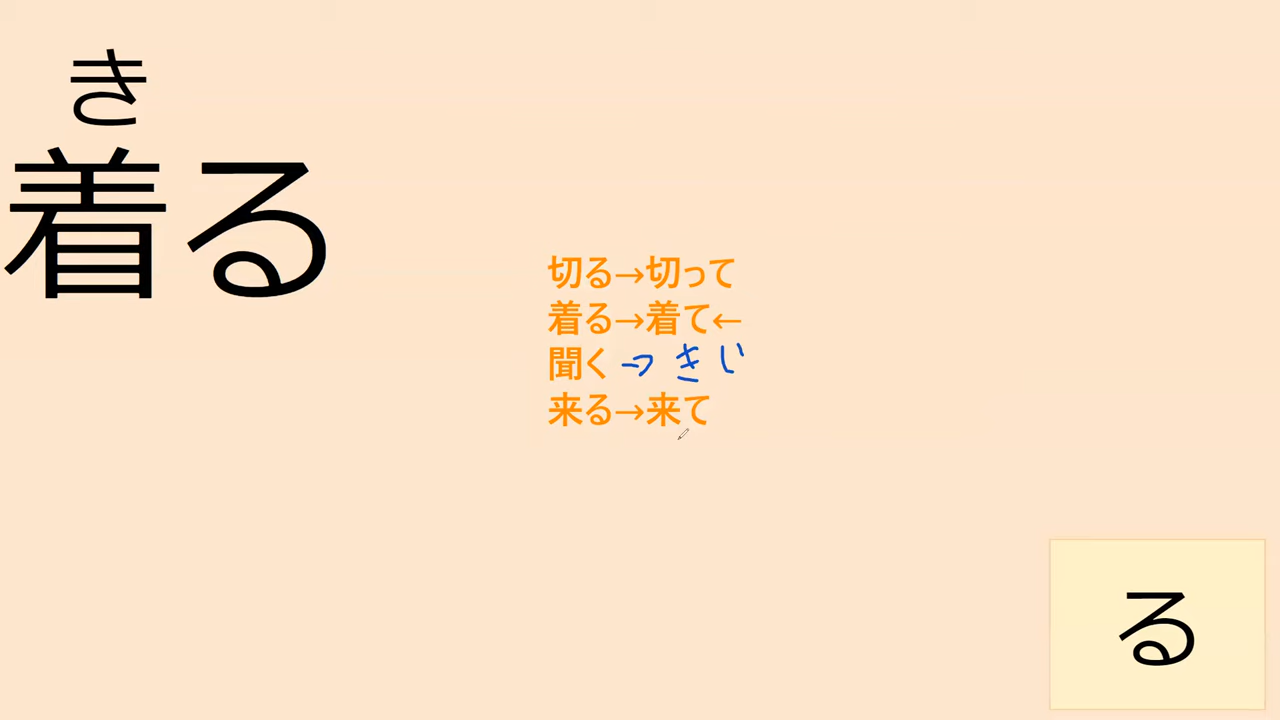 き
着る
切る→切って
着る→着て←
聞く→きい
来る→来て
る